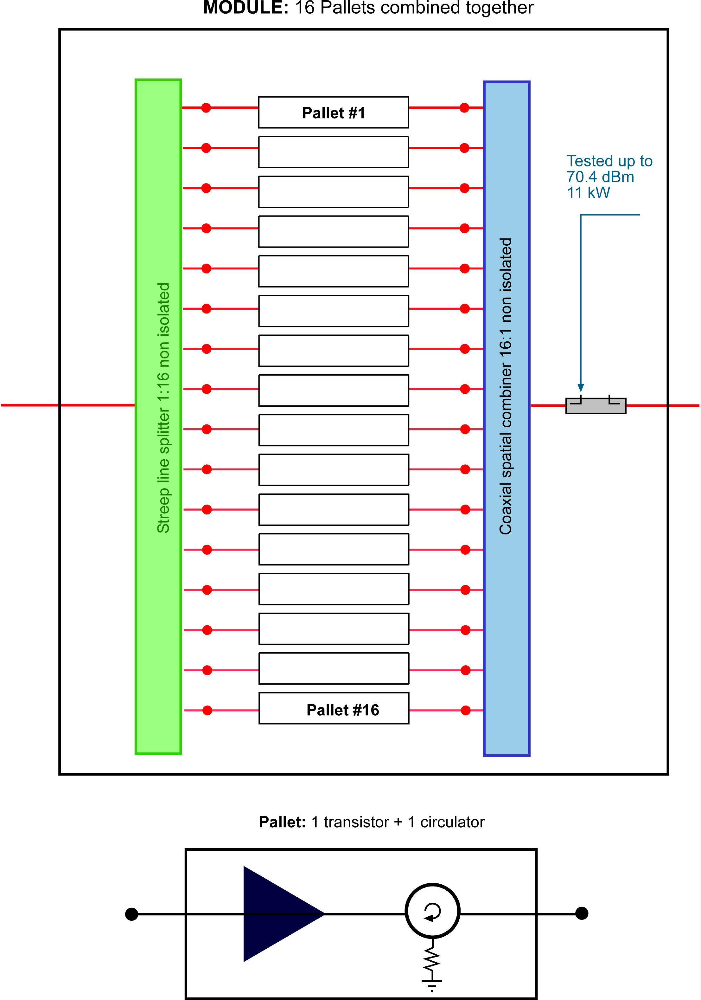 MODULE: 16 Pallets combined together
Pallet #1
Tested up to
70.4 dBm
11 kW
Streep line splitter 1:16 non isolated
Coaxial spatial combiner 16:1 non isolated
Pallet #16
Pallet: 1 transistor + 1 circulator